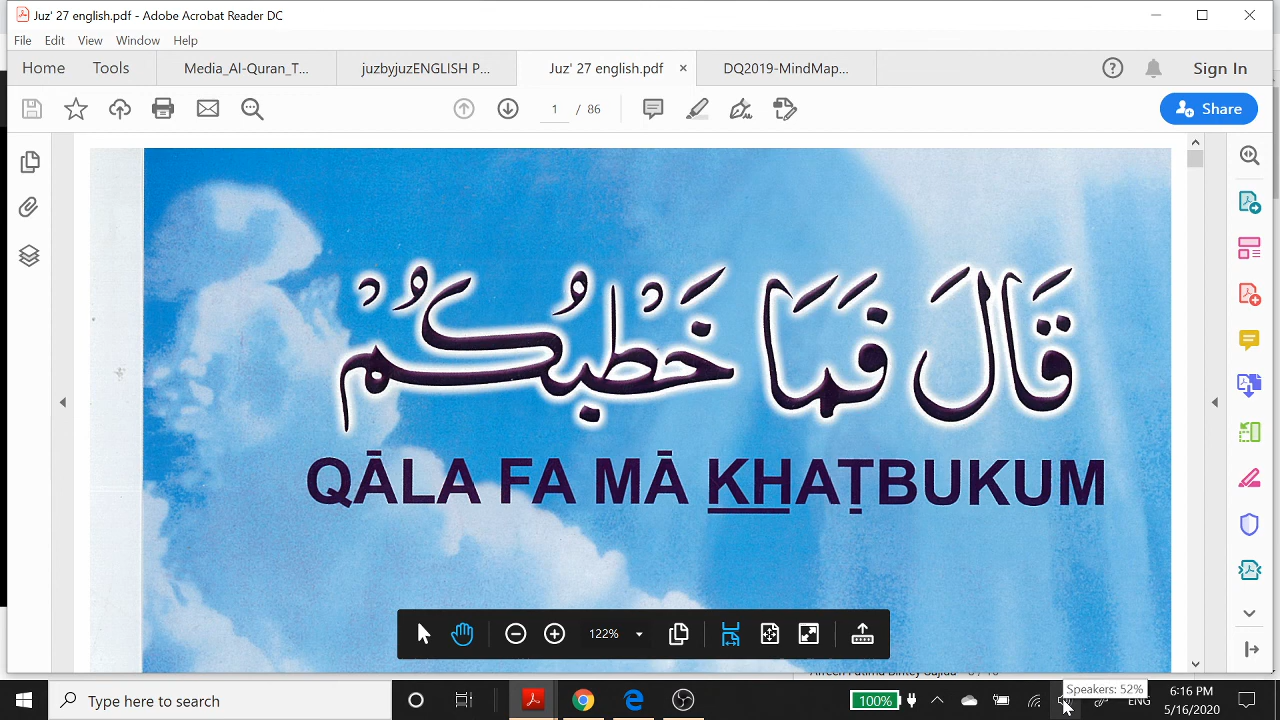 Juz' 27 english.pdf - Adobe Acrobat Reader DC
File Edit View Window Help
Home Tools Media_Al-Quran_T... juzbyjuzENGLISH P... Juz' 27 english.pdf × DQ2019-MindMap... Sign In
1 / 86 Share
قَالَ فَمَا خَطْبُكُمْ
QĀLA FA MĀ KHAṬBUKUM
122%
Type here to search
100%
Speakers: 52%
ENG
6:16 PM
5/16/2020